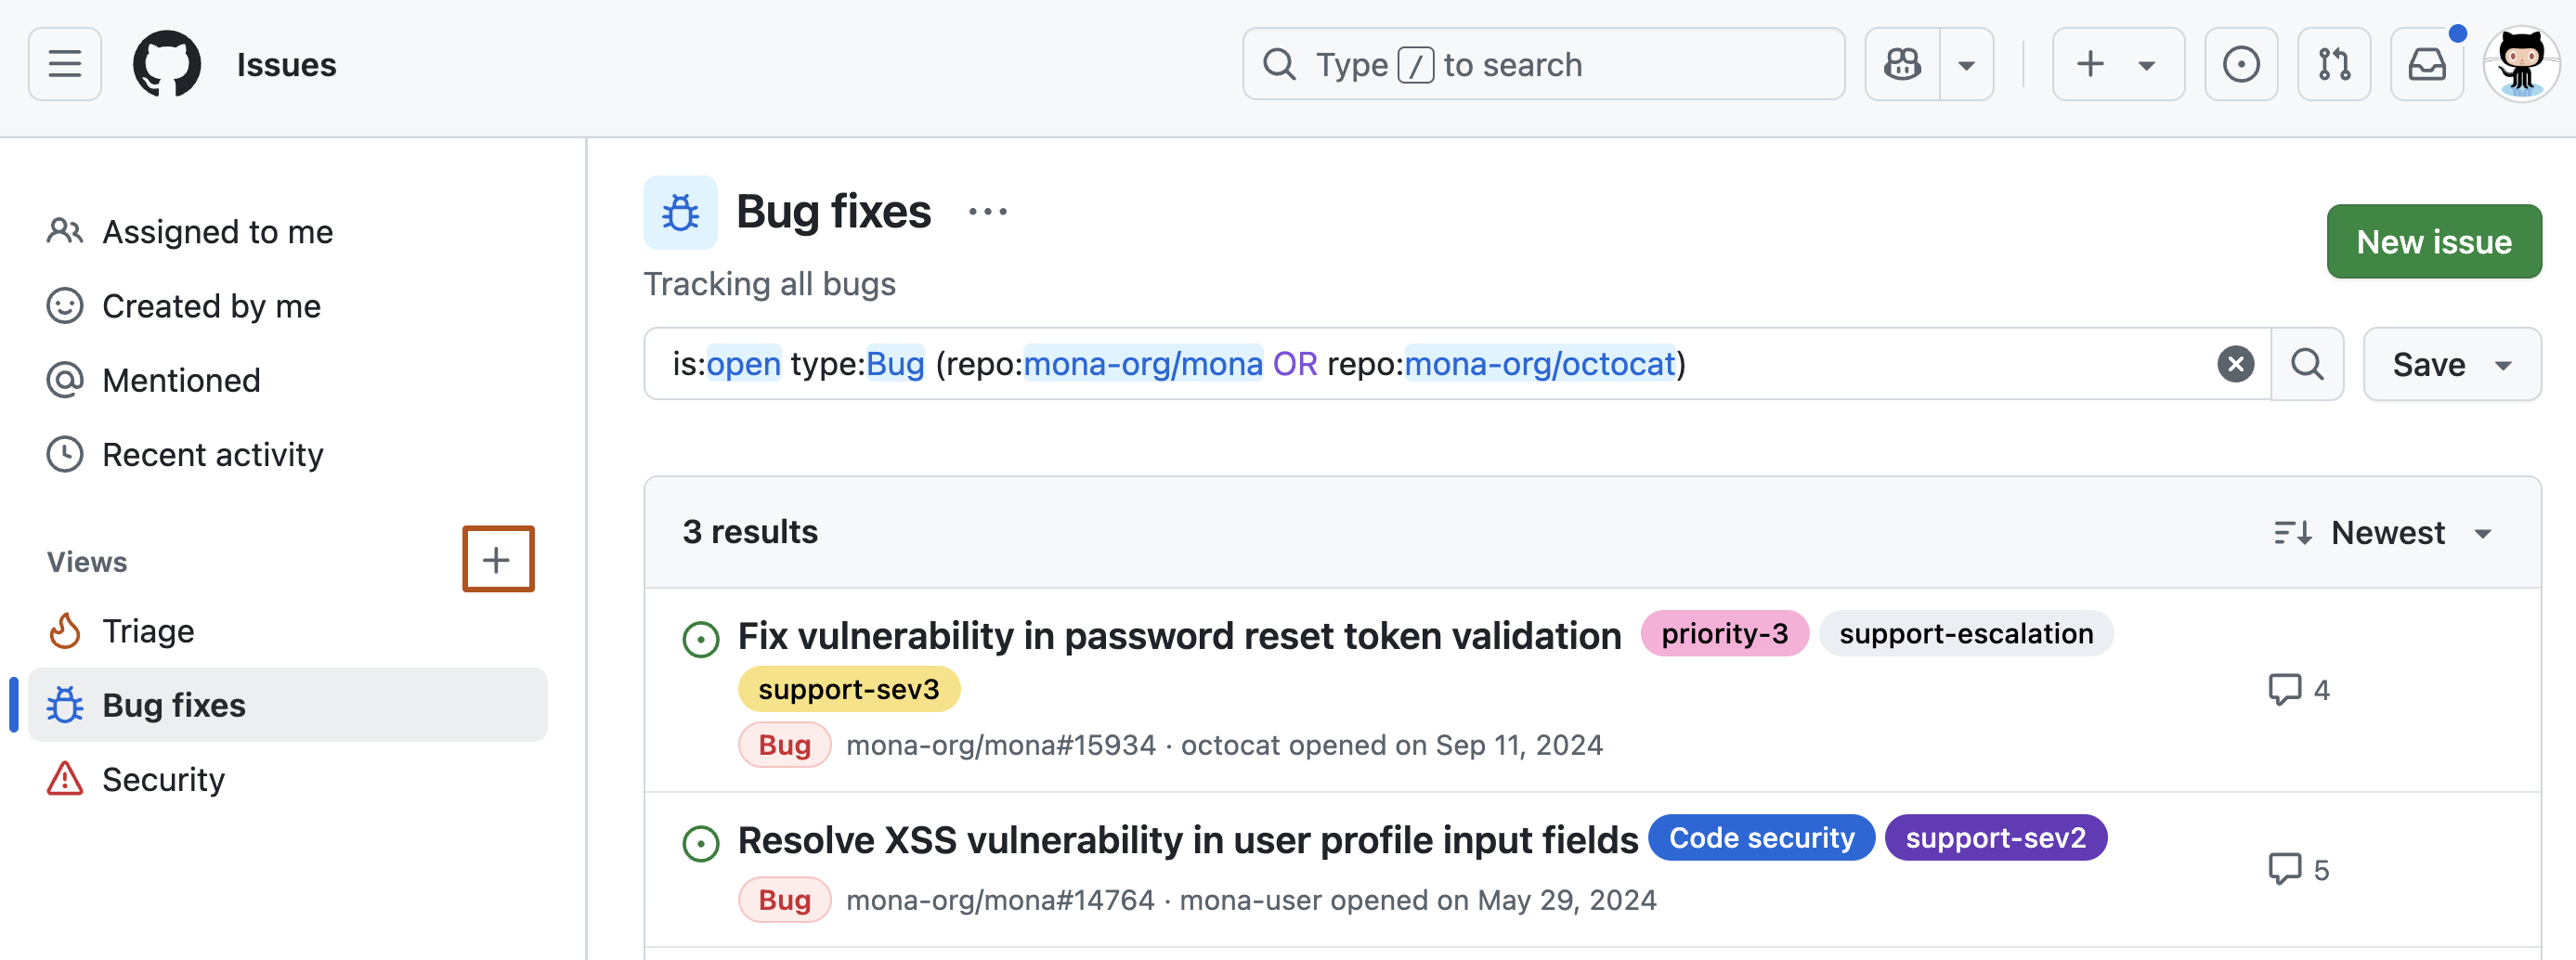 Issues
Type / to search
Assigned to me
Created by me
Mentioned
Recent activity
Views
Triage
Bug fixes
Security
Bug fixes
Tracking all bugs
New issue
is:open type:Bug (repo:mona-org/mona OR repo:mona-org/octocat)
Save
3 results
Newest
Fix vulnerability in password reset token validation priority-3 support-escalation
support-sev3
Bug mona-org/mona#15934 · octocat opened on Sep 11, 2024
4
Resolve XSS vulnerability in user profile input fields Code security support-sev2
Bug mona-org/mona#14764 · mona-user opened on May 29, 2024
5